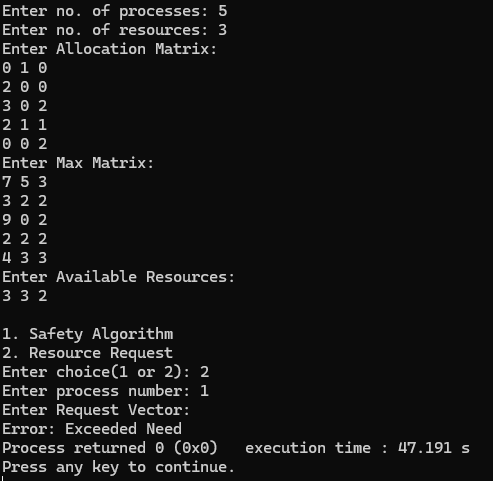 Enter no. of processes: 5
Enter no. of resources: 3
Enter Allocation Matrix:
0 1 0
2 0 0
3 0 2
2 1 1
0 0 2
Enter Max Matrix:
7 5 3
3 2 2
9 0 2
2 2 2
4 3 3
Enter Available Resources:
3 3 2

1. Safety Algorithm
2. Resource Request
Enter choice(1 or 2): 2
Enter process number: 1
Enter Request Vector:
Error: Exceeded Need
Process returned 0 (0x0)   execution time : 47.191 s
Press any key to continue.